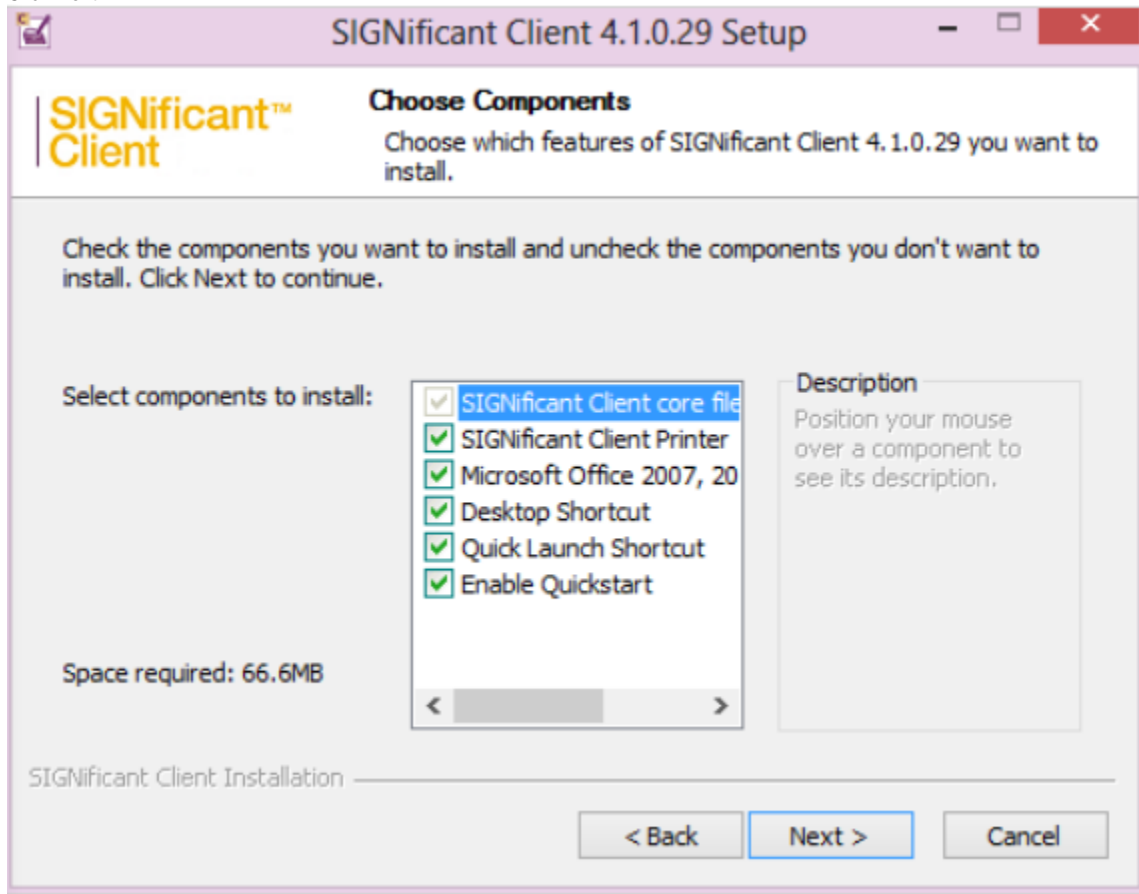 SIGNificant Client 4.1.0.29 Setup
SIGNificant™
Client
Choose Components
Choose which features of SIGNificant Client 4.1.0.29 you want to
install.
Check the components you want to install and uncheck the components you don't want to
install. Click Next to continue.
Select components to install:
SIGNificant Client core file
SIGNificant Client Printer
Microsoft Office 2007, 20
Desktop Shortcut
Quick Launch Shortcut
Enable Quickstart
Description
Position your mouse
over a component to
see its description.
Space required: 66.6MB
SIGNificant Client Installation
< Back
Next >
Cancel